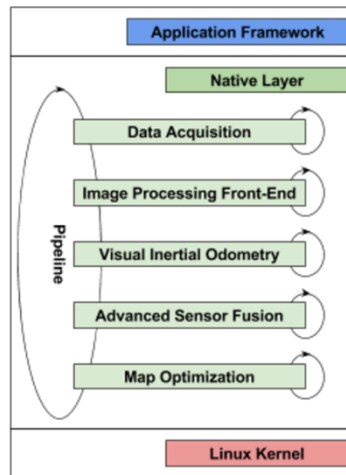 Application Framework
Native Layer
Data Acquisition
Image Processing Front-End
Pipeline
Visual Inertial Odometry
Advanced Sensor Fusion
Map Optimization
Linux Kernel